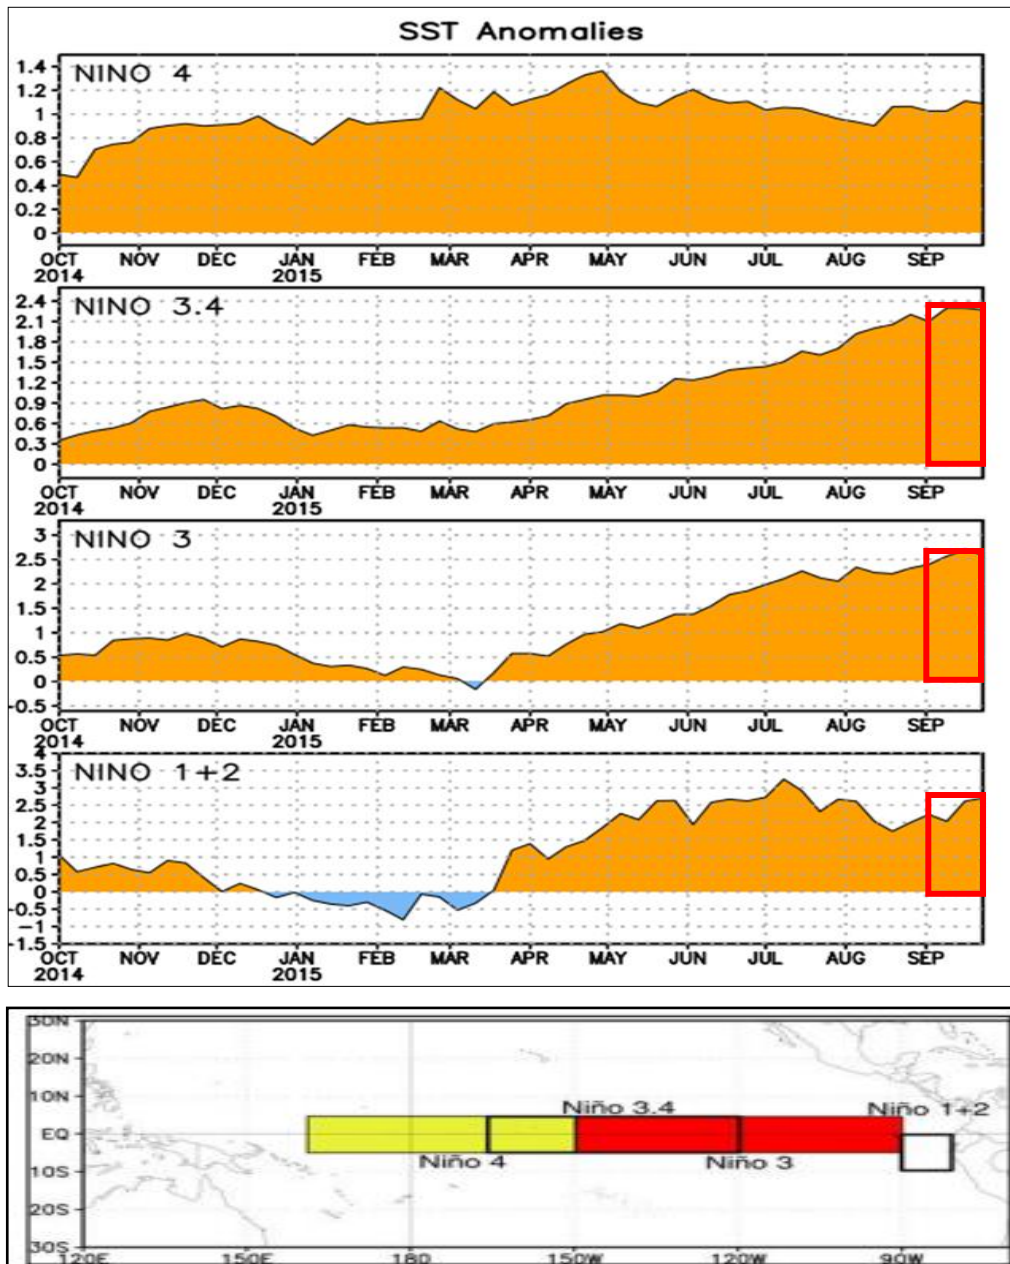 SST Anomalies
NINO 4
1.4
1.2
1
0.8
0.6
0.4
0.2
0
OCT NOV DEC JAN FEB MAR APR MAY JUN JUL AUG SEP
2014 2015
NINO 3.4
2.4
2.1
1.8
1.5
1.2
0.9
0.6
0.3
0
OCT NOV DEC JAN FEB MAR APR MAY JUN JUL AUG SEP
2014 2015
NINO 3
3
2.5
2
1.5
1
0.5
0
-0.5
OCT NOV DEC JAN FEB MAR APR MAY JUN JUL AUG SEP
2014 2015
NINO 1+2
4
3.5
3
2.5
2
1.5
1
0.5
0
-0.5
-1
-1.5
OCT NOV DEC JAN FEB MAR APR MAY JUN JUL AUG SEP
2014 2015
30N
20N
10N
Niño 3.4 Niño 1+2
EQ
Niño 4 Niño 3
10S
20S
30S
120E 150E 180 150W 120W 90W